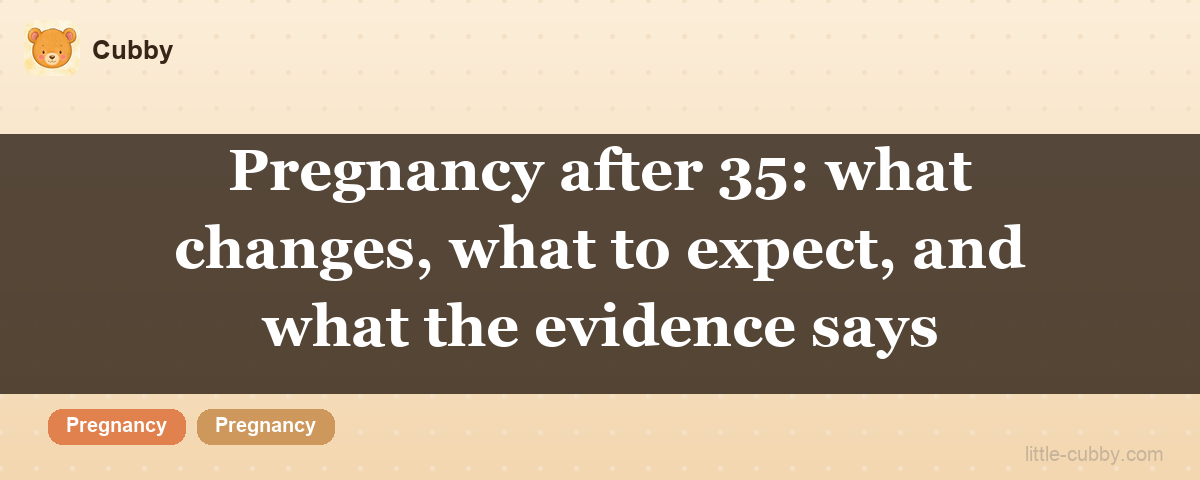 Cubby
Pregnancy after 35: what
changes, what to expect, and
what the evidence says
Pregnancy Pregnancy
little-cubby.com